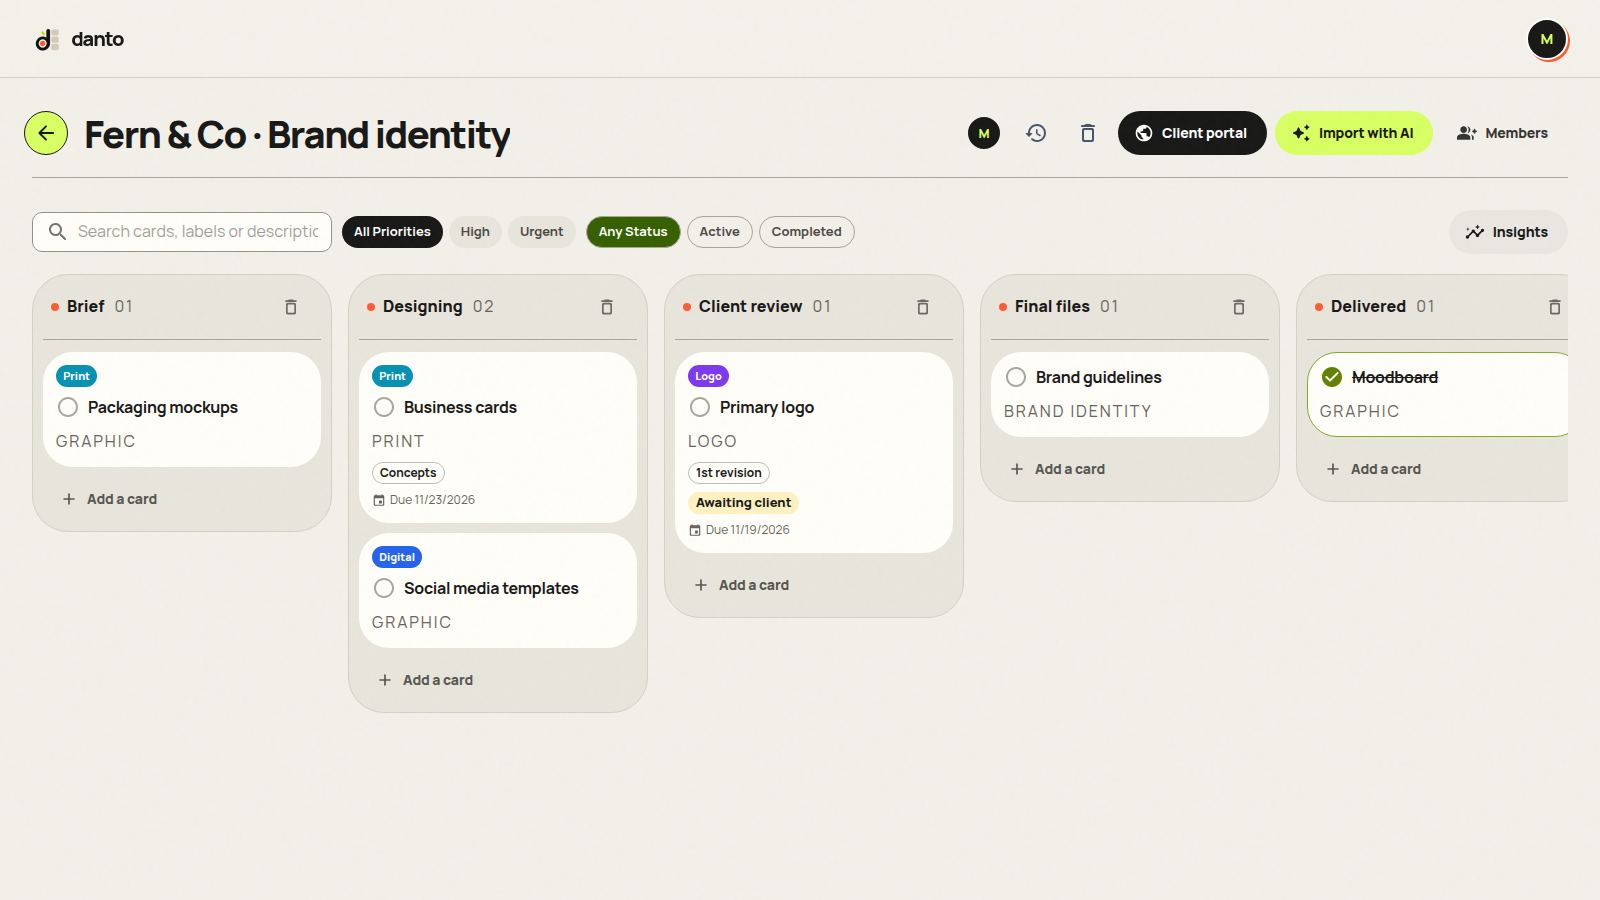 danto
M
Fern & Co · Brand identity
M
Client portal
Import with AI
Members
Search cards, labels or descriptic
All Priorities
High
Urgent
Any Status
Active
Completed
Insights
Brief 01
Print
Packaging mockups
GRAPHIC
Add a card
Designing 02
Print
Business cards
PRINT
Concepts
Due 11/23/2026
Digital
Social media templates
GRAPHIC
Add a card
Client review 01
Logo
Primary logo
LOGO
1st revision
Awaiting client
Due 11/19/2026
Add a card
Final files 01
Brand guidelines
BRAND IDENTITY
Add a card
Delivered 01
Moodboard
GRAPHIC
Add a card